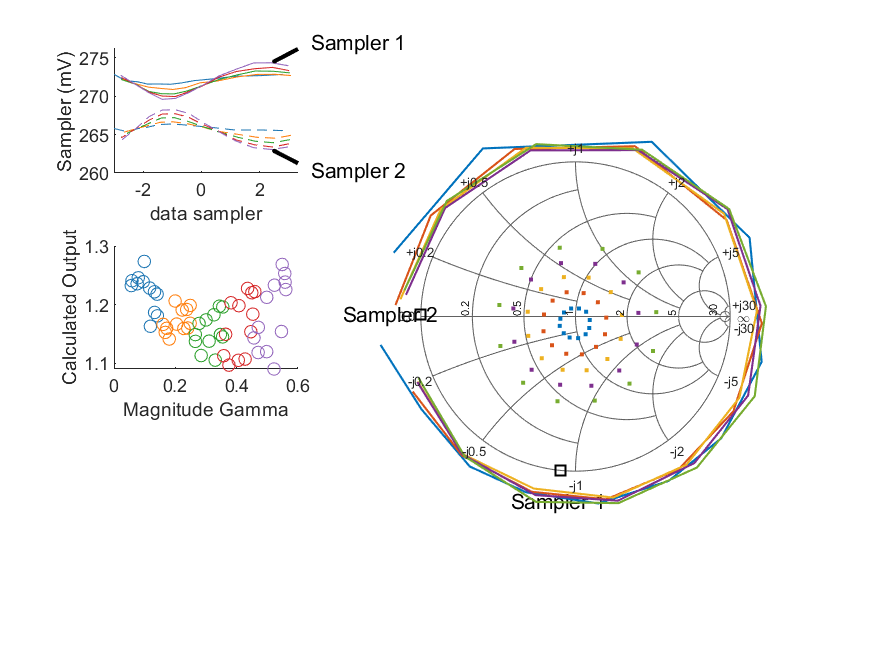 Sampler 1
275
270
265
260
Sampler (mV)
-2
0
2
data sampler
Sampler 2
1.3
1.2
1.1
Calculated Output
0
0.2
0.4
0.6
Magnitude Gamma
+j1
+j0.5
+j2
+j0.2
+j5
0.2
0.5
1
2
5
30
+j30
∞
-j30
Sampler 2
-j0.2
-j5
-j0.5
-j2
-j1
Sampler 1